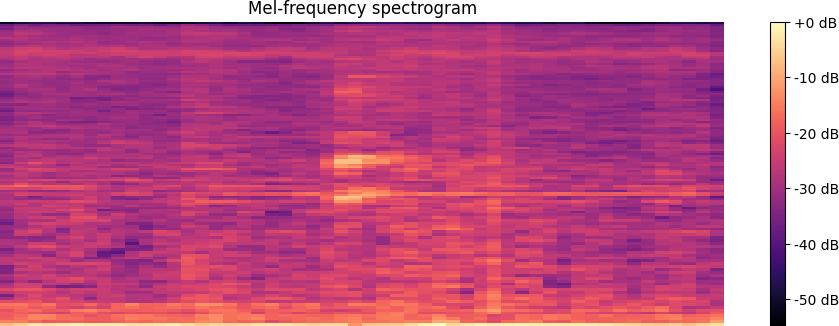 Mel-frequency spectrogram
+0 dB
-10 dB
-20 dB
-30 dB
-40 dB
-50 dB